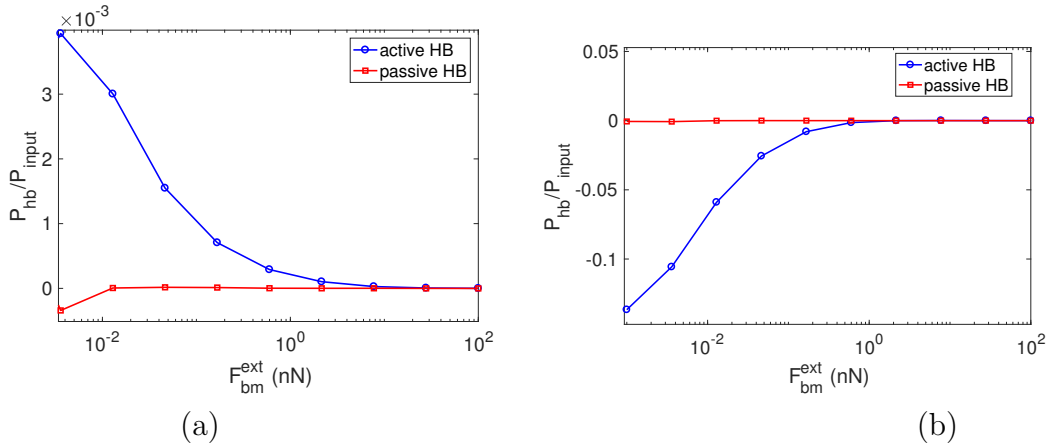 ×10⁻³
active HB
passive HB
3
2
1
0
P_hb/P_input
10⁻² 10⁰ 10²
F_bm^ext (nN)
(a)
0.05
active HB
passive HB
0
-0.05
-0.1
P_hb/P_input
10⁻² 10⁰ 10²
F_bm^ext (nN)
(b)